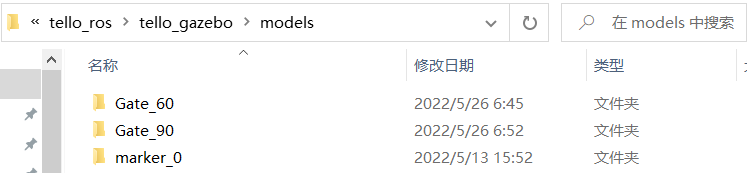 « tello_ros › tello_gazebo › models 在 models 中搜索
名称 修改日期 类型
Gate_60 2022/5/26 6:45 文件夹
Gate_90 2022/5/26 6:52 文件夹
marker_0 2022/5/13 15:52 文件夹